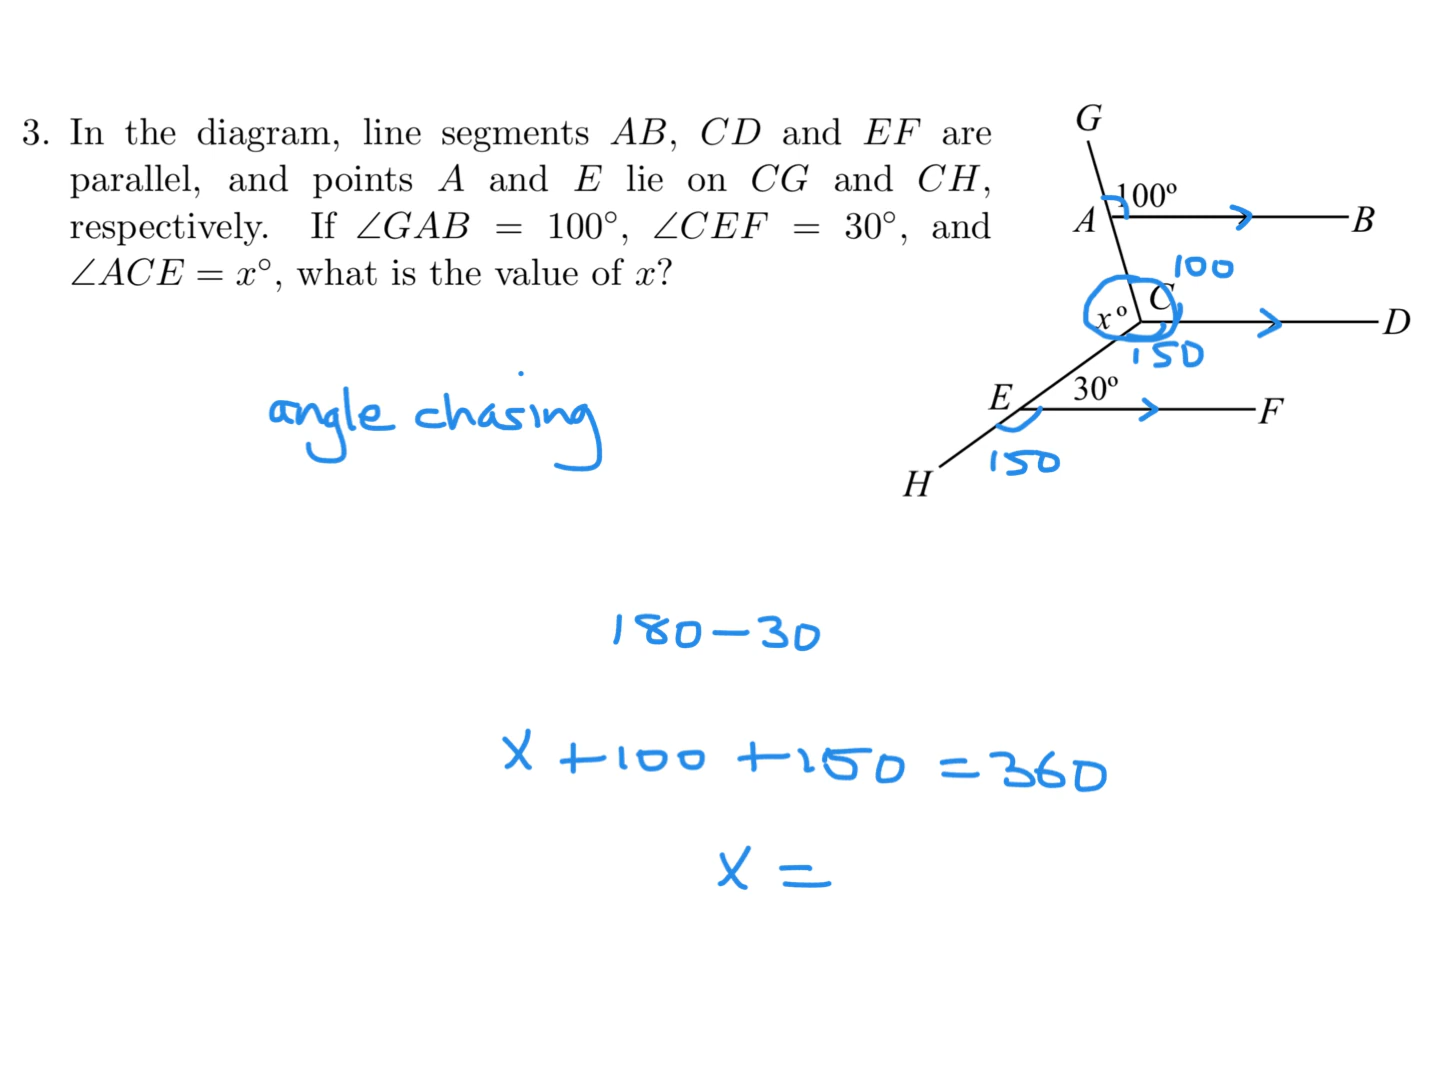 3. In the diagram, line segments AB, CD and EF are
parallel, and points A and E lie on CG and CH,
respectively. If ∠GAB = 100°, ∠CEF = 30°, and
∠ACE = x°, what is the value of x?
G
100°
A
B
100
C
x°
D
150
30°
E
F
150
H
angle chasing
180-30
x+100+150=360
x=